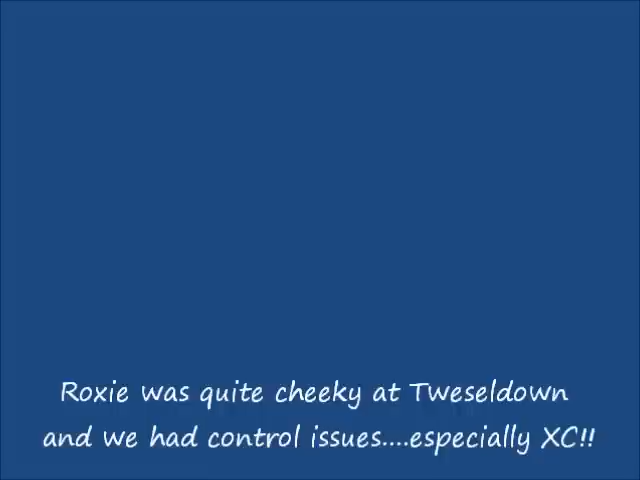 Roxie was quite cheeky at Tweseldown
and we had control issues....especially XC!!